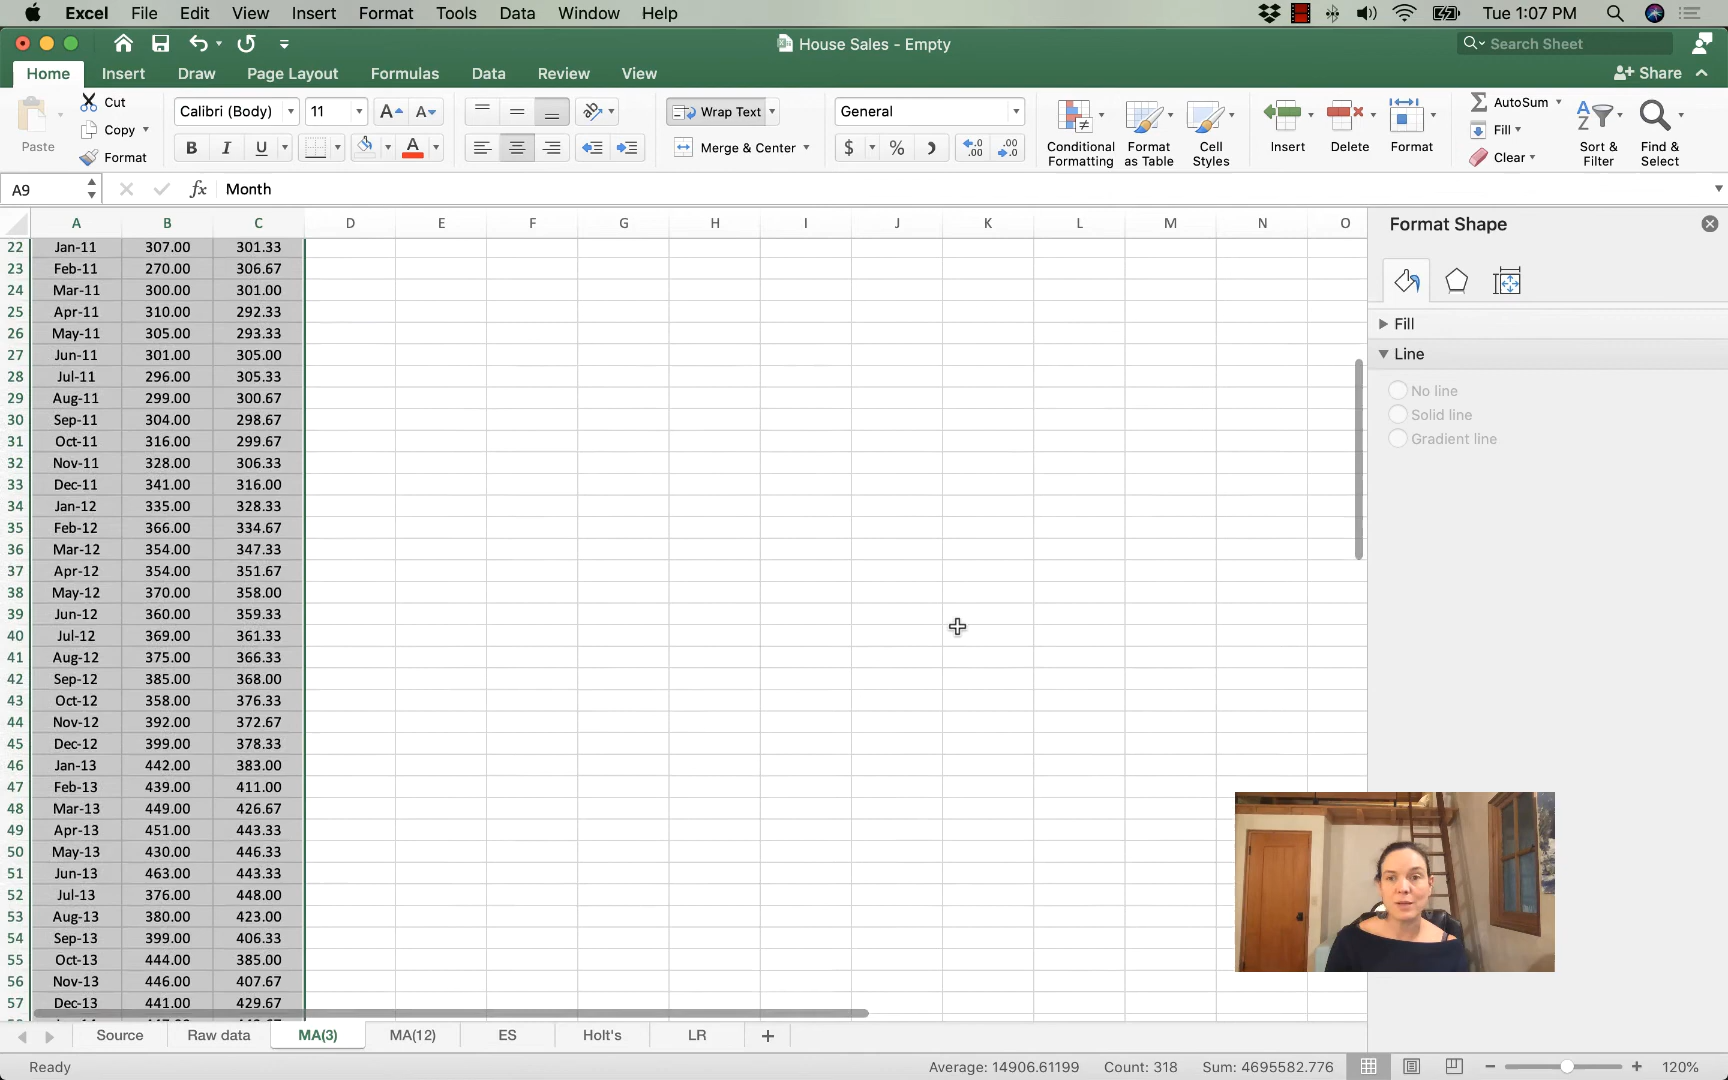 Excel File Edit View Insert Format Tools Data Window Help Tue 1:07 PM
House Sales - Empty Search Sheet
Home Insert Draw Page Layout Formulas Data Review View Share
Paste Cut Copy Format
Calibri (Body) 11 A A
B I U A
Wrap Text
Merge & Center
General
$ % .0 .00 .00 .0
Conditional Formatting Format as Table Cell Styles Insert Delete Format
AutoSum
Fill
Clear
Sort & Filter Find & Select
A9 fx Month
A B C D E F G H I J K L M N O
22 Jan-11 307.00 301.33
23 Feb-11 270.00 306.67
24 Mar-11 300.00 301.00
25 Apr-11 310.00 292.33
26 May-11 305.00 293.33
27 Jun-11 301.00 305.00
28 Jul-11 296.00 305.33
29 Aug-11 299.00 300.67
30 Sep-11 304.00 298.67
31 Oct-11 316.00 299.67
32 Nov-11 328.00 306.33
33 Dec-11 341.00 316.00
34 Jan-12 335.00 328.33
35 Feb-12 366.00 334.67
36 Mar-12 354.00 347.33
37 Apr-12 354.00 351.67
38 May-12 370.00 358.00
39 Jun-12 360.00 359.33
40 Jul-12 369.00 361.33
41 Aug-12 375.00 366.33
42 Sep-12 385.00 368.00
43 Oct-12 358.00 376.33
44 Nov-12 392.00 372.67
45 Dec-12 399.00 378.33
46 Jan-13 442.00 383.00
47 Feb-13 439.00 411.00
48 Mar-13 449.00 426.67
49 Apr-13 451.00 443.33
50 May-13 430.00 446.33
51 Jun-13 463.00 443.33
52 Jul-13 376.00 448.00
53 Aug-13 380.00 423.00
54 Sep-13 399.00 406.33
55 Oct-13 444.00 385.00
56 Nov-13 446.00 407.67
57 Dec-13 441.00 429.67
Format Shape
Fill
Line
No line
Solid line
Gradient line
Source Raw data MA(3) MA(12) ES Holt's LR +
Ready Average: 14906.61199 Count: 318 Sum: 4695582.776 120%